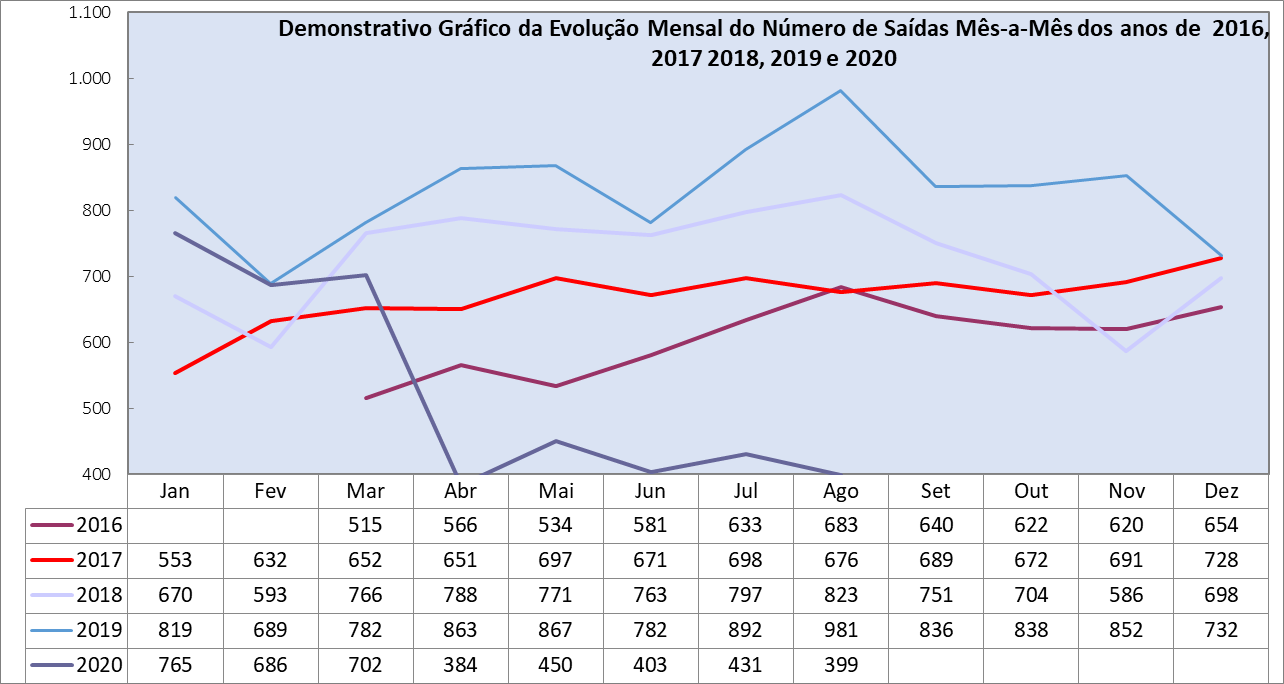 Demonstrativo Gráfico da Evolução Mensal do Número de Saídas Mês-a-Mês dos anos de 2016,
2017 2018, 2019 e 2020
1.100
1.000
900
800
700
600
500
400
Jan Fev Mar Abr Mai Jun Jul Ago Set Out Nov Dez
2016 515 566 534 581 633 683 640 622 620 654
2017 553 632 652 651 697 671 698 676 689 672 691 728
2018 670 593 766 788 771 763 797 823 751 704 586 698
2019 819 689 782 863 867 782 892 981 836 838 852 732
2020 765 686 702 384 450 403 431 399